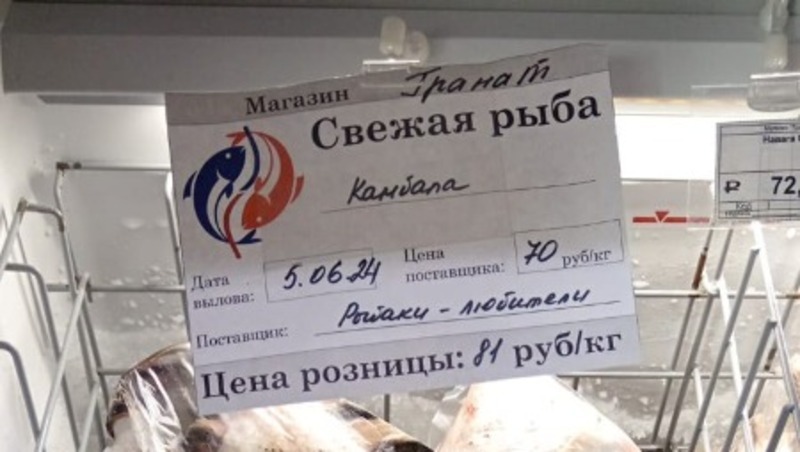 Магазин Гранат
Свежая рыба
Камбала
Дата вылова: 5.06.24
Цена поставщика: 70 руб/кг
Поставщик: Рыбаки - любители
Цена розницы: 81 руб/кг
Навага
₽ 72,